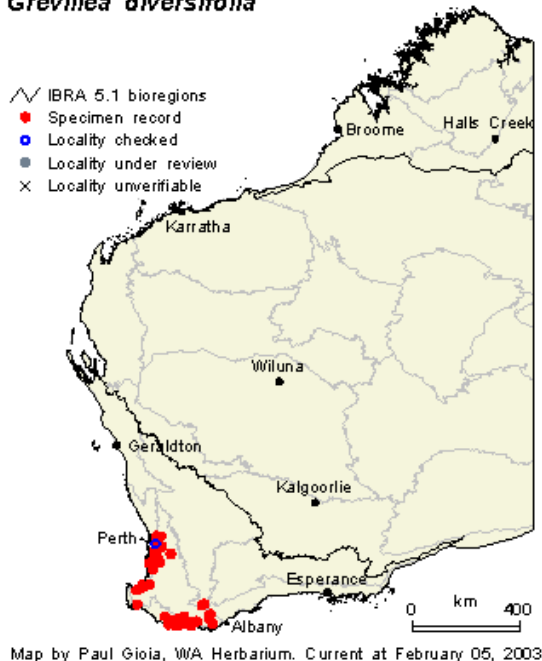 Grevillea diversifolia
IBRA 5.1 bioregions
Specimen record
Locality checked
Locality under review
Locality unverifiable
Broome
Halls Creek
Karratha
Wiluna
Geraldton
Kalgoorlie
Perth
Esperance
Albany
0 km 400
Map by Paul Gioia, WA Herbarium. Current at February 05, 2003